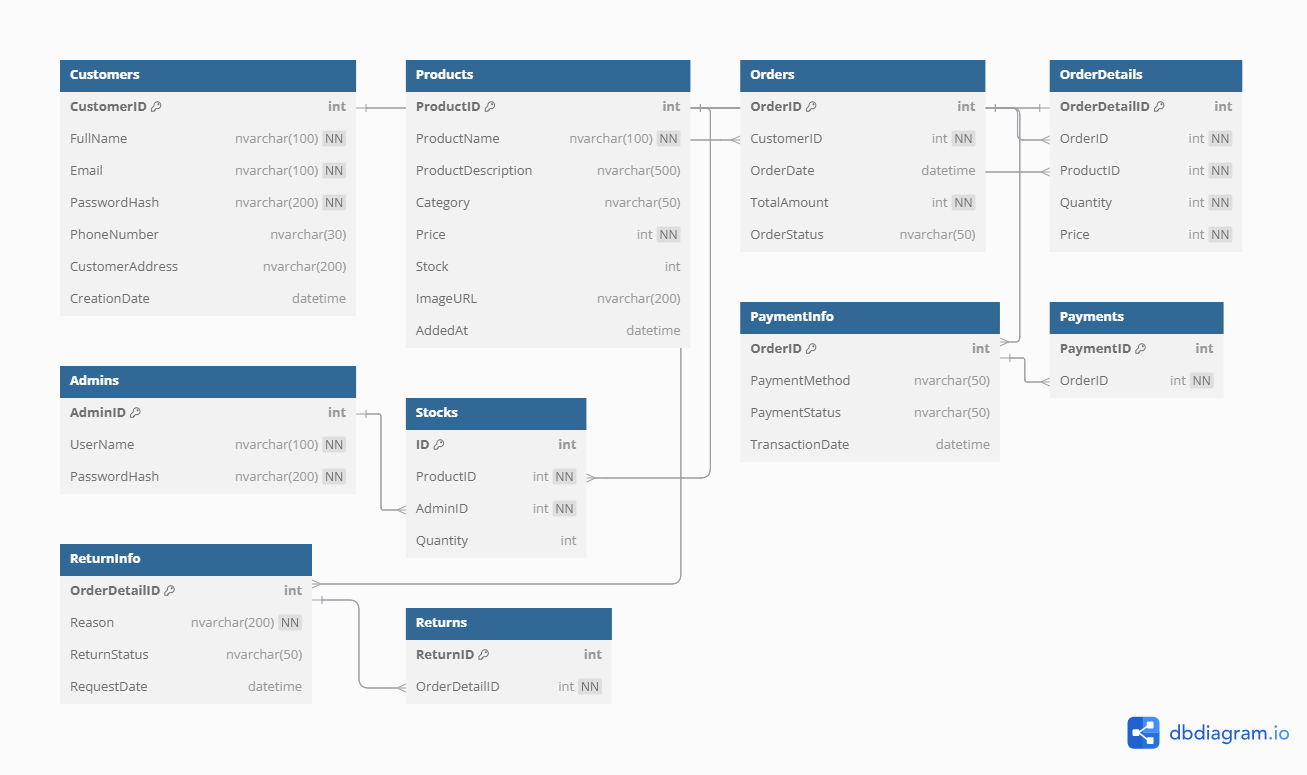 Customers
CustomerID int
FullName nvarchar(100) NN
Email nvarchar(100) NN
PasswordHash nvarchar(200) NN
PhoneNumber nvarchar(30)
CustomerAddress nvarchar(200)
CreationDate datetime
Products
ProductID int
ProductName nvarchar(100) NN
ProductDescription nvarchar(500)
Category nvarchar(50)
Price int NN
Stock int
ImageURL nvarchar(200)
AddedAt datetime
Orders
OrderID int
CustomerID int NN
OrderDate datetime
TotalAmount int NN
OrderStatus nvarchar(50)
OrderDetails
OrderDetailID int
OrderID int NN
ProductID int NN
Quantity int NN
Price int NN
PaymentInfo
OrderID int
PaymentMethod nvarchar(50)
PaymentStatus nvarchar(50)
TransactionDate datetime
Payments
PaymentID int
OrderID int NN
Admins
AdminID int
UserName nvarchar(100) NN
PasswordHash nvarchar(200) NN
Stocks
ID int
ProductID int NN
AdminID int NN
Quantity int
ReturnInfo
OrderDetailID int
Reason nvarchar(200) NN
ReturnStatus nvarchar(50)
RequestDate datetime
Returns
ReturnID int
OrderDetailID int NN
dbdiagram.io